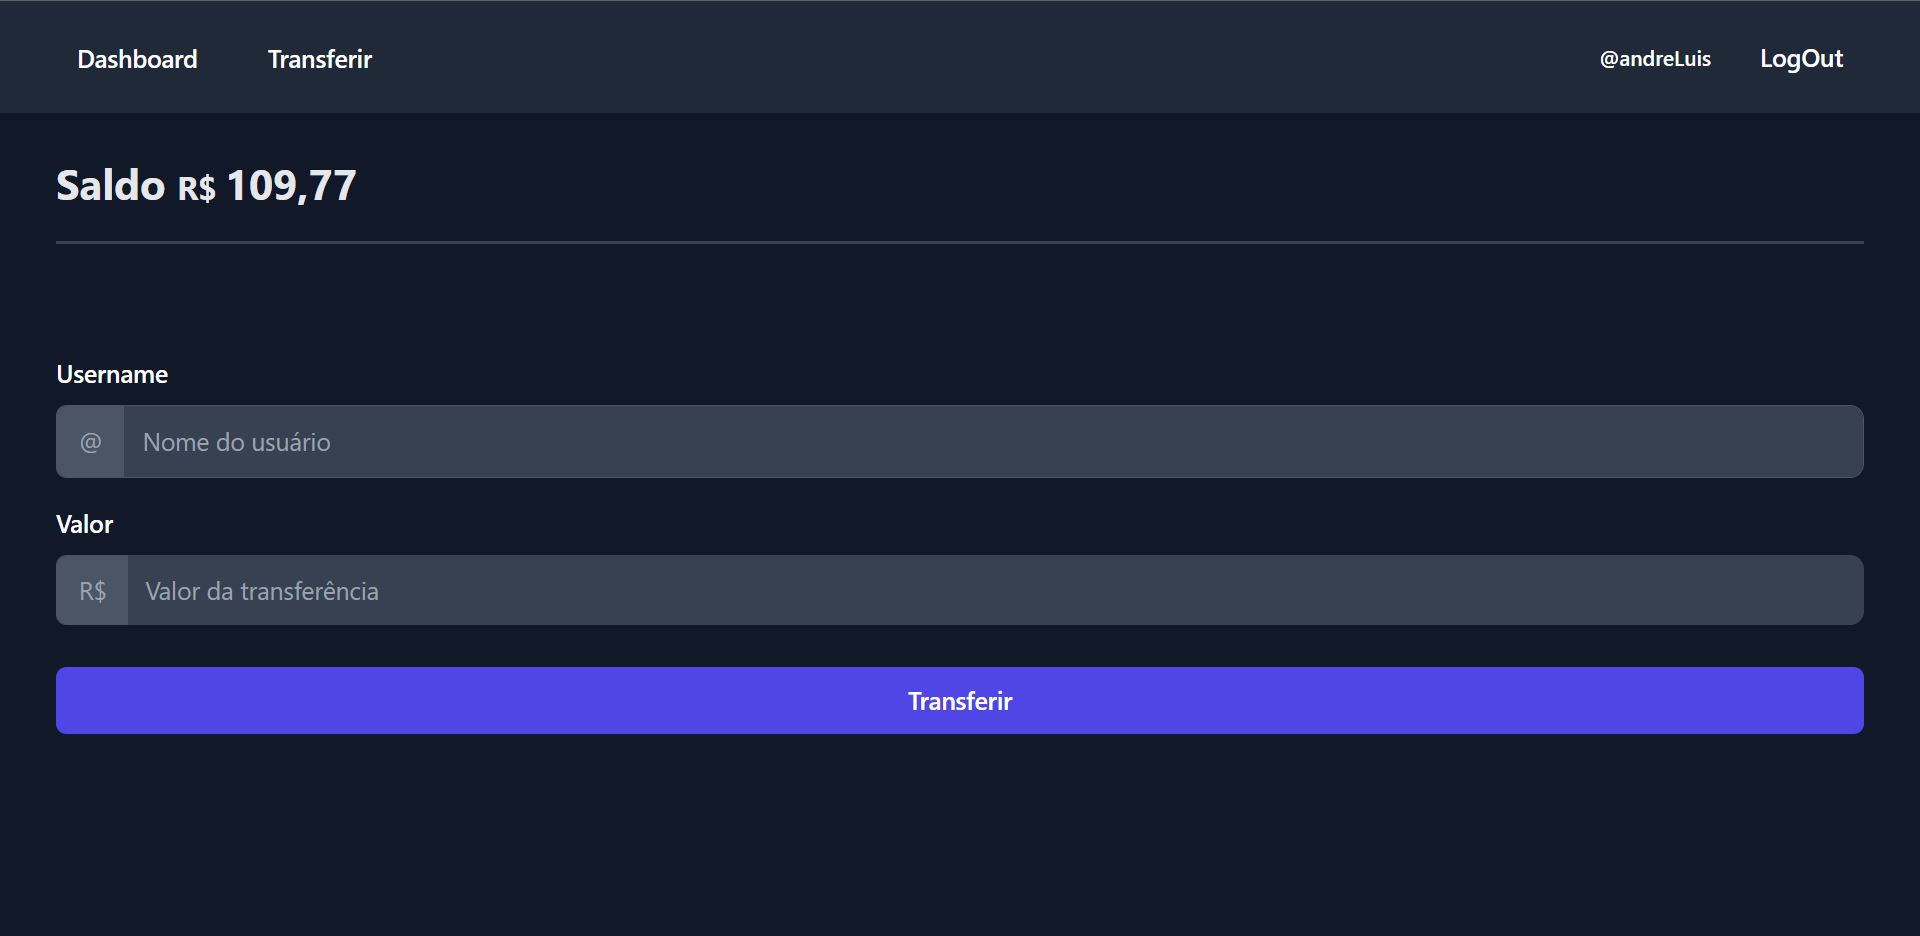 Dashboard Transferir @andreLuis LogOut
Saldo R$ 109,77
Username
@ Nome do usuário
Valor
R$ Valor da transferência
Transferir